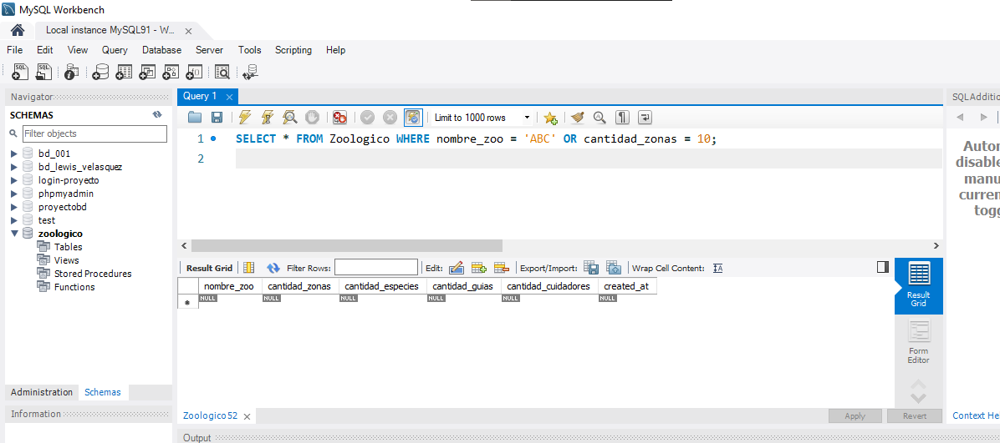 MySQL Workbench
Local instance MySQL91 - W...
File Edit View Query Database Server Tools Scripting Help
Navigator
SCHEMAS
Filter objects
bd_001
bd_lewis_velasquez
login-proyecto
phpmyadmin
proyectobd
test
zoologico
Tables
Views
Stored Procedures
Functions
Administration Schemas
Information
Query 1
Limit to 1000 rows
1 SELECT * FROM Zoologico WHERE nombre_zoo = 'ABC' OR cantidad_zonas = 10;
2
Result Grid Filter Rows: Edit: Export/Import: Wrap Cell Content:
nombre_zoo cantidad_zonas cantidad_especies cantidad_guias cantidad_cuidadores created_at
NULL NULL NULL NULL NULL NULL
Result
Grid
Form
Editor
Zoologico 52
Apply Revert
Output
SQLAdditio
Auton
disable
manu
curren
togg
Context He